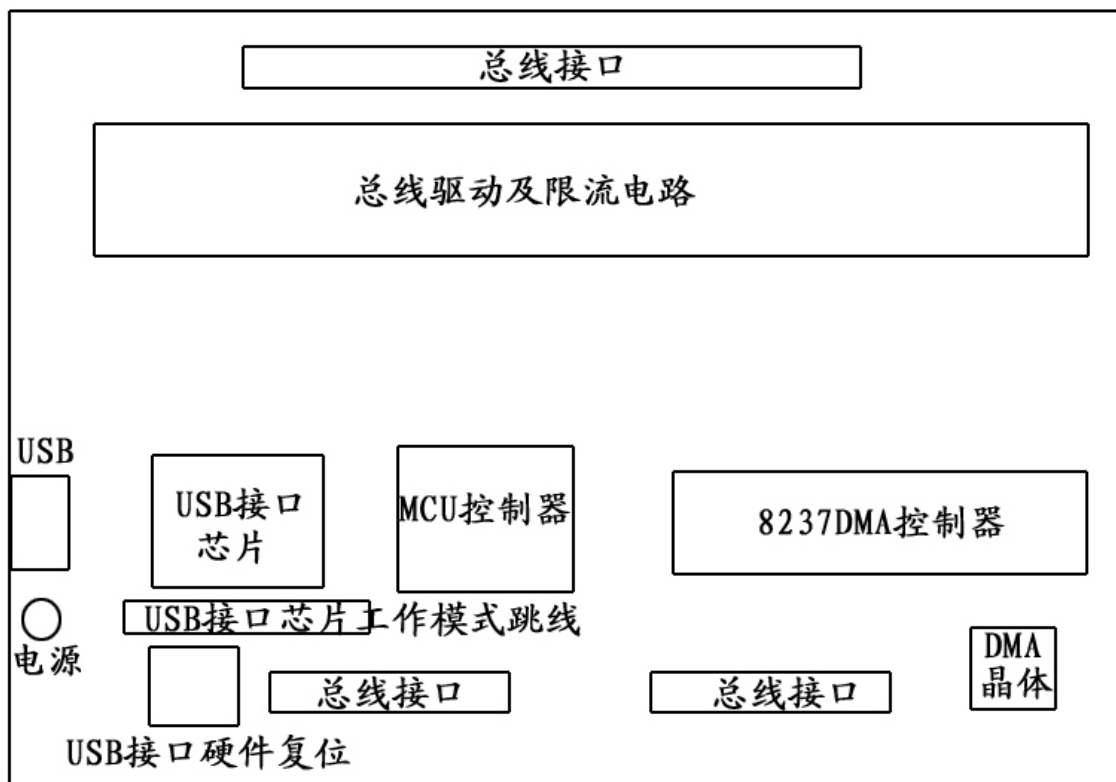 总线接口
总线驱动及限流电路
USB
USB接口
芯片
MCU控制器
8237DMA控制器
USB接口芯片工作模式跳线
电源
DMA
晶体
总线接口
总线接口
USB接口硬件复位